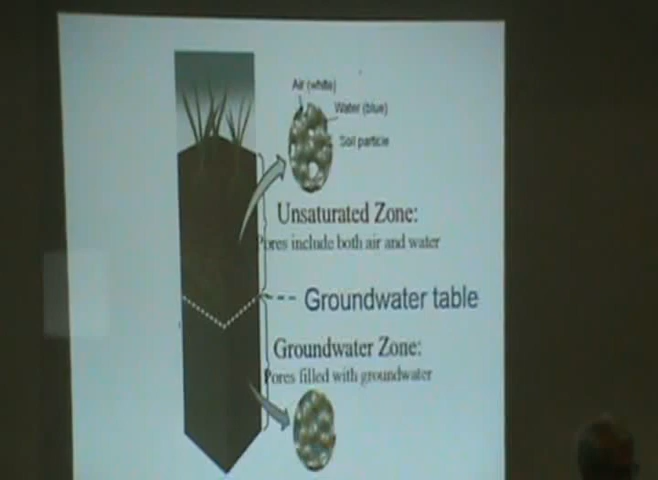 Air (white)
Water (blue)
Soil particle
Unsaturated Zone:
Pores include both air and water
Groundwater table
Groundwater Zone:
Pores filled with groundwater